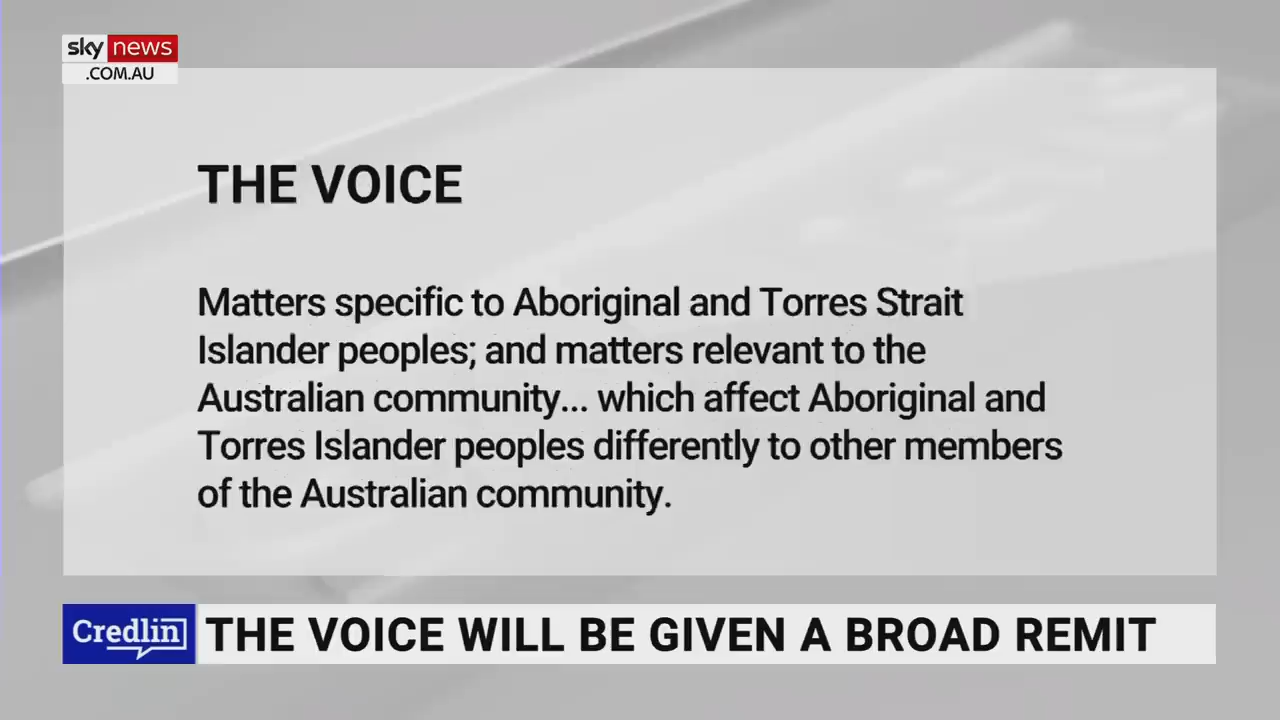 sky news
.COM.AU
THE VOICE
Matters specific to Aboriginal and Torres Strait
Islander peoples; and matters relevant to the
Australian community... which affect Aboriginal and
Torres Islander peoples differently to other members
of the Australian community.
Credlin THE VOICE WILL BE GIVEN A BROAD REMIT